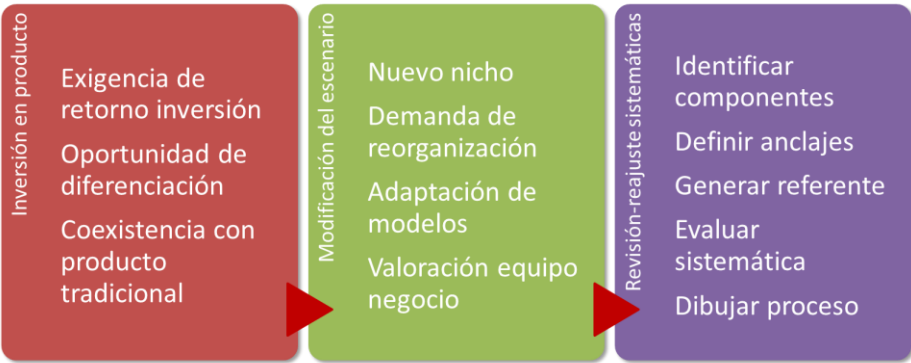 Inversión en producto
Exigencia de
retorno inversión
Oportunidad de
diferenciación
Coexistencia con
producto
tradicional
Modificación del escenario
Nuevo nicho
Demanda de
reorganización
Adaptación de
modelos
Valoración equipo
negocio
Revisión-reajuste sistemáticas
Identificar
componentes
Definir anclajes
Generar referente
Evaluar
sistemática
Dibujar proceso